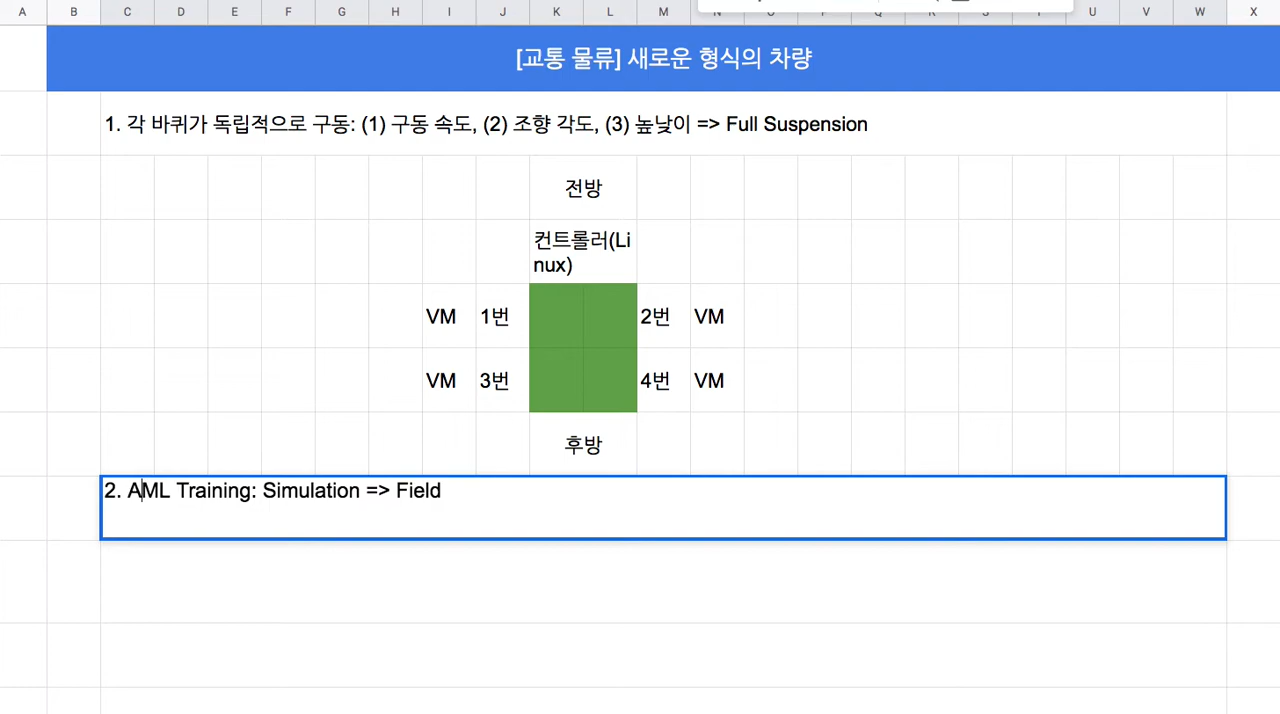 A B C D E F G H I J K L M N O P Q R S T U V W X
[교통 물류] 새로운 형식의 차량
1. 각 바퀴가 독립적으로 구동: (1) 구동 속도, (2) 조향 각도, (3) 높낮이 => Full Suspension
전방
컨트롤러(Li
nux)
VM 1번 2번 VM
VM 3번 4번 VM
후방
2. AML Training: Simulation => Field